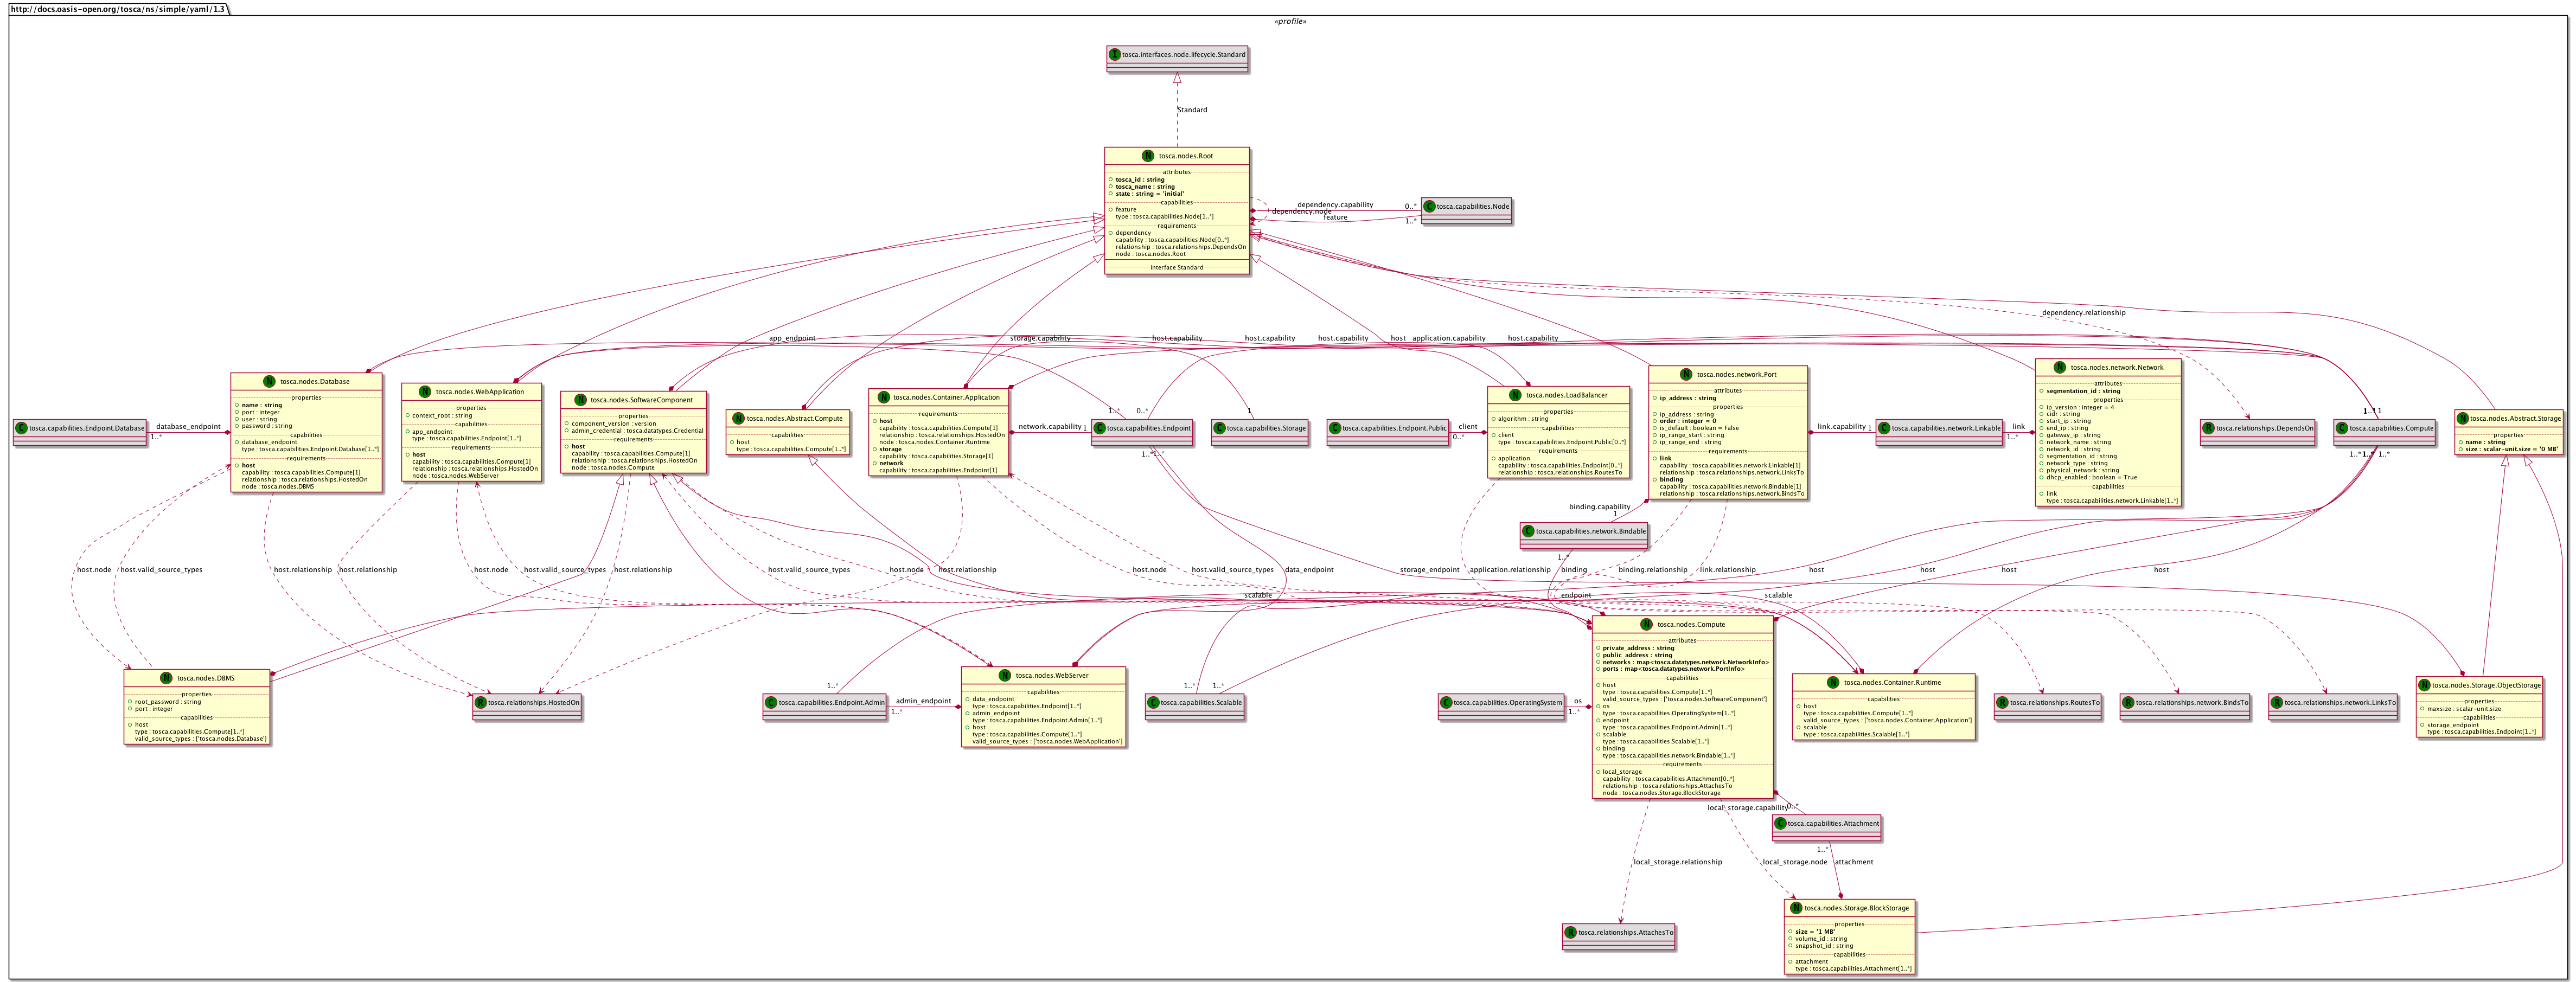 http://docs.oasis-open.org/tosca/ns/simple/yaml/1.3
«profile»
I tosca.interfaces.node.lifecycle.Standard
Standard
N tosca.nodes.Root
attributes
tosca_id : string
tosca_name : string
state : string = 'initial'
capabilities
feature
type : tosca.capabilities.Node[1..*]
requirements
dependency
capability : tosca.capabilities.Node[0..*]
relationship : tosca.relationships.DependsOn
node : tosca.nodes.Root
interface Standard
dependency.node
dependency.capability
0..*
feature
1..*
C tosca.capabilities.Node
dependency.relationship
app_endpoint
storage.capability
host.capability
host.capability
host.capability
host
application.capability
host.capability
C tosca.capabilities.Endpoint.Database
database_endpoint
1..*
N tosca.nodes.Database
properties
name : string
port : integer
user : string
password : string
capabilities
database_endpoint
type : tosca.capabilities.Endpoint.Database[1..*]
requirements
host
capability : tosca.capabilities.Compute[1]
relationship : tosca.relationships.HostedOn
node : tosca.nodes.DBMS
N tosca.nodes.WebApplication
properties
context_root : string
capabilities
app_endpoint
type : tosca.capabilities.Endpoint[1..*]
requirements
host
capability : tosca.capabilities.Compute[1]
relationship : tosca.relationships.HostedOn
node : tosca.nodes.WebServer
N tosca.nodes.SoftwareComponent
properties
component_version : version
admin_credential : tosca.datatypes.Credential
requirements
host
capability : tosca.capabilities.Compute[1]
relationship : tosca.relationships.HostedOn
node : tosca.nodes.Compute
N tosca.nodes.Abstract.Compute
capabilities
host
type : tosca.capabilities.Compute[1..*]
N tosca.nodes.Container.Application
requirements
host
capability : tosca.capabilities.Compute[1]
relationship : tosca.relationships.HostedOn
node : tosca.nodes.Container.Runtime
storage
capability : tosca.capabilities.Storage[1]
network
capability : tosca.capabilities.Endpoint[1]
network.capability
1
1..*
0..*
C tosca.capabilities.Endpoint
1..*
1..*
1
C tosca.capabilities.Storage
C tosca.capabilities.Endpoint.Public
client
0..*
N tosca.nodes.LoadBalancer
properties
algorithm : string
capabilities
client
type : tosca.capabilities.Endpoint.Public[0..*]
requirements
application
capability : tosca.capabilities.Endpoint[0..*]
relationship : tosca.relationships.RoutesTo
N tosca.nodes.network.Port
attributes
ip_address : string
properties
ip_address : string
order : integer = 0
is_default : boolean = False
ip_range_start : string
ip_range_end : string
requirements
link
capability : tosca.capabilities.network.Linkable[1]
relationship : tosca.relationships.network.LinksTo
binding
capability : tosca.capabilities.network.Bindable[1]
relationship : tosca.relationships.network.BindsTo
link.capability
1
C tosca.capabilities.network.Linkable
link
1..*
N tosca.nodes.network.Network
attributes
segmentation_id : string
properties
ip_version : integer = 4
cidr : string
start_ip : string
end_ip : string
gateway_ip : string
network_id : string
network_name : string
segmentation_id : string
network_type : string
physical_network : string
dhcp_enabled : boolean = True
capabilities
link
type : tosca.capabilities.network.Linkable[1..*]
R tosca.relationships.DependsOn
C tosca.capabilities.Compute
1..*
1..*
1..*
N tosca.nodes.Abstract.Storage
properties
name : string
size : scalar-unit.size = '0 MB'
binding.capability
1
C tosca.capabilities.network.Bindable
1..*
host.node
host.valid_source_types
host.relationship
host.relationship
host.node
host.valid_source_types
host.relationship
host.valid_source_types
host.node
host.relationship
host.node
host.valid_source_types
data_endpoint
storage_endpoint
application.relationship
binding
binding.relationship
link.relationship
host
host
host
scalable
endpoint
scalable
N tosca.nodes.DBMS
properties
root_password : string
port : integer
capabilities
host
type : tosca.capabilities.Compute[1..*]
valid_source_types : ['tosca.nodes.Database']
R tosca.relationships.HostedOn
1..*
C tosca.capabilities.Endpoint.Admin
admin_endpoint
1..*
N tosca.nodes.WebServer
capabilities
data_endpoint
type : tosca.capabilities.Endpoint[1..*]
admin_endpoint
type : tosca.capabilities.Endpoint.Admin[1..*]
host
type : tosca.capabilities.Compute[1..*]
valid_source_types : ['tosca.nodes.WebApplication']
1..*
1..*
C tosca.capabilities.Scalable
C tosca.capabilities.OperatingSystem
os
1..*
N tosca.nodes.Compute
attributes
private_address : string
public_address : string
networks : map<tosca.datatypes.network.NetworkInfo>
ports : map<tosca.datatypes.network.PortInfo>
capabilities
host
type : tosca.capabilities.Compute[1..*]
valid_source_types : ['tosca.nodes.SoftwareComponent']
os
type : tosca.capabilities.OperatingSystem[1..*]
endpoint
type : tosca.capabilities.Endpoint.Admin[1..*]
scalable
type : tosca.capabilities.Scalable[1..*]
binding
type : tosca.capabilities.network.Bindable[1..*]
requirements
local_storage
capability : tosca.capabilities.Attachment[0..*]
relationship : tosca.relationships.AttachesTo
node : tosca.nodes.Storage.BlockStorage
N tosca.nodes.Container.Runtime
capabilities
host
type : tosca.capabilities.Compute[1..*]
valid_source_types : ['tosca.nodes.Container.Application']
scalable
type : tosca.capabilities.Scalable[1..*]
R tosca.relationships.RoutesTo
R tosca.relationships.network.BindsTo
R tosca.relationships.network.LinksTo
N tosca.nodes.Storage.ObjectStorage
properties
maxsize : scalar-unit.size
capabilities
storage_endpoint
type : tosca.capabilities.Endpoint[1..*]
local_storage.capability
0..*
C tosca.capabilities.Attachment
1..*
local_storage.relationship
local_storage.node
attachment
R tosca.relationships.AttachesTo
N tosca.nodes.Storage.BlockStorage
properties
size = '1 MB'
volume_id : string
snapshot_id : string
capabilities
attachment
type : tosca.capabilities.Attachment[1..*]